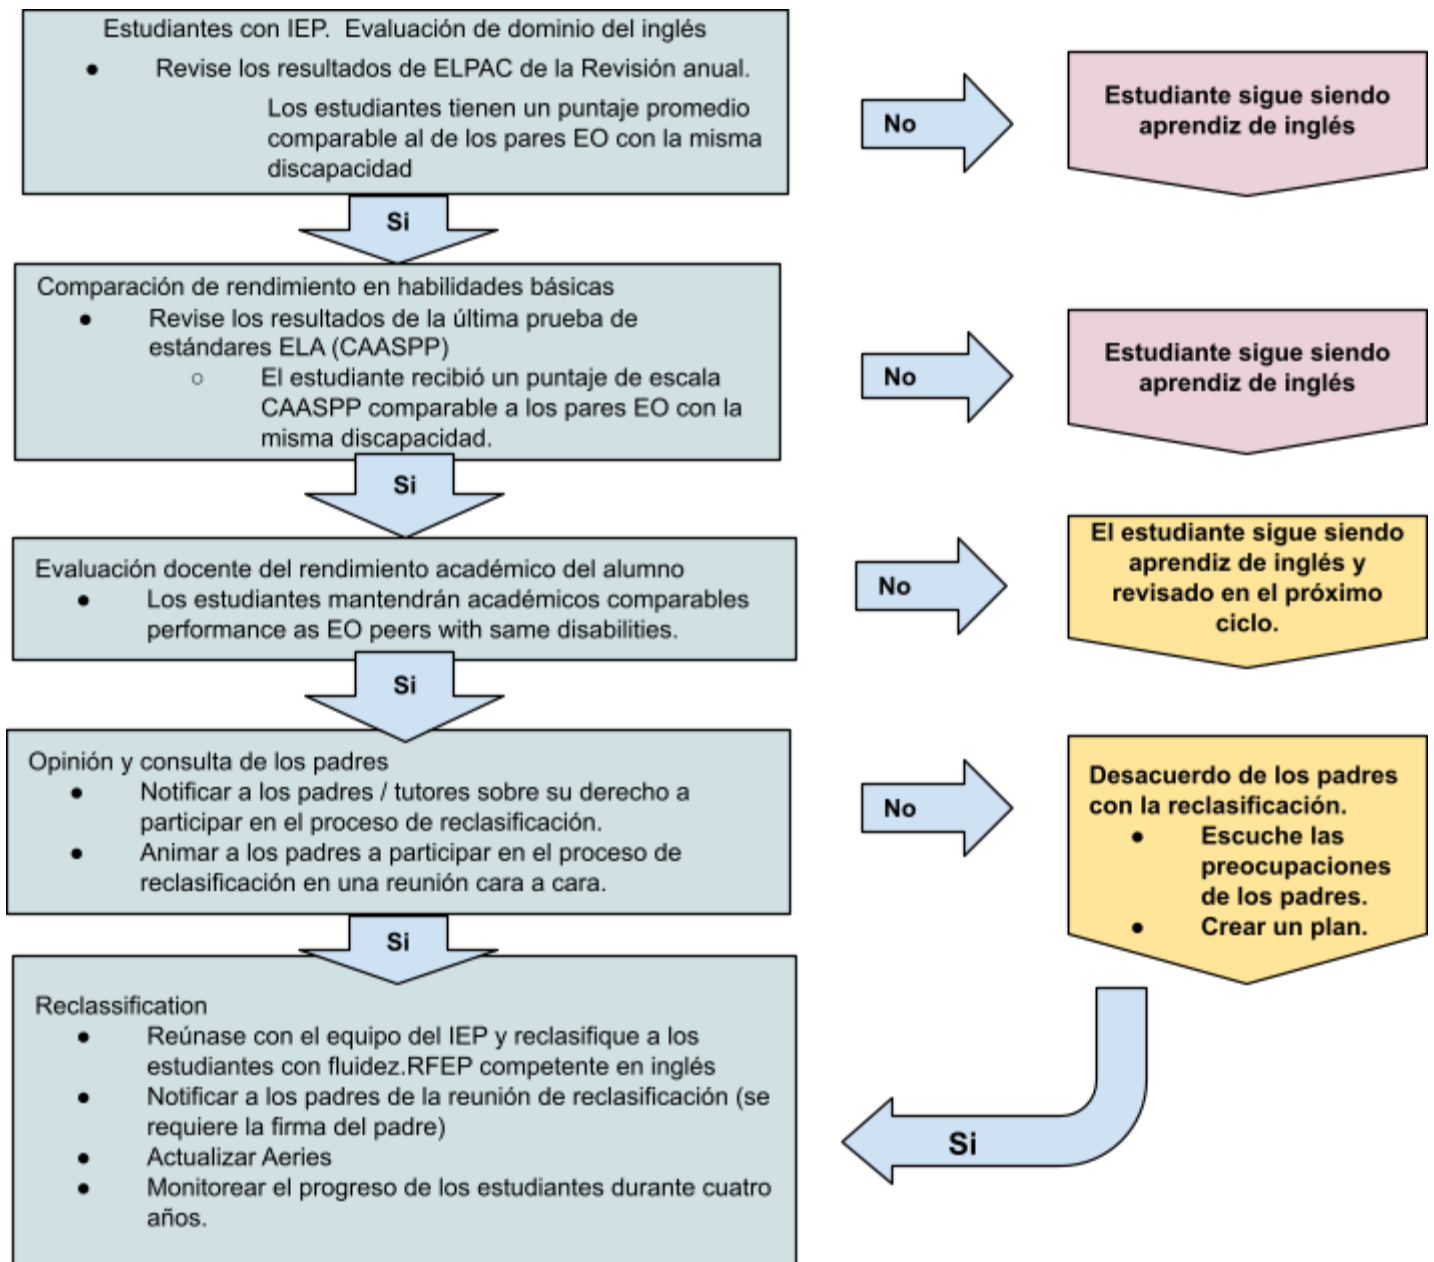 Estudiantes con IEP.  Evaluación de dominio del inglés
● Revise los resultados de ELPAC de la Revisión anual.
Los estudiantes tienen un puntaje promedio
comparable al de los pares EO con la misma
discapacidad
No
Estudiante sigue siendo
aprendiz de inglés
Si
Comparación de rendimiento en habilidades básicas
● Revise los resultados de la última prueba de
estándares ELA (CAASPP)
○ El estudiante recibió un puntaje de escala
CAASPP comparable a los pares EO con la
misma discapacidad.
No
Estudiante sigue siendo
aprendiz de inglés
Si
Evaluación docente del rendimiento académico del alumno
● Los estudiantes mantendrán académicos comparables
performance as EO peers with same disabilities.
No
El estudiante sigue siendo
aprendiz de inglés y
revisado en el próximo
ciclo.
Si
Opinión y consulta de los padres
● Notificar a los padres / tutores sobre su derecho a
participar en el proceso de reclasificación.
● Animar a los padres a participar en el proceso de
reclasificación en una reunión cara a cara.
No
Desacuerdo de los padres
con la reclasificación.
● Escuche las
preocupaciones
de los padres.
● Crear un plan.
Si
Reclassification
● Reúnase con el equipo del IEP y reclasifique a los
estudiantes con fluidez.RFEP competente en inglés
● Notificar a los padres de la reunión de reclasificación (se
requiere la firma del padre)
● Actualizar Aeries
● Monitorear el progreso de los estudiantes durante cuatro
años.
Si